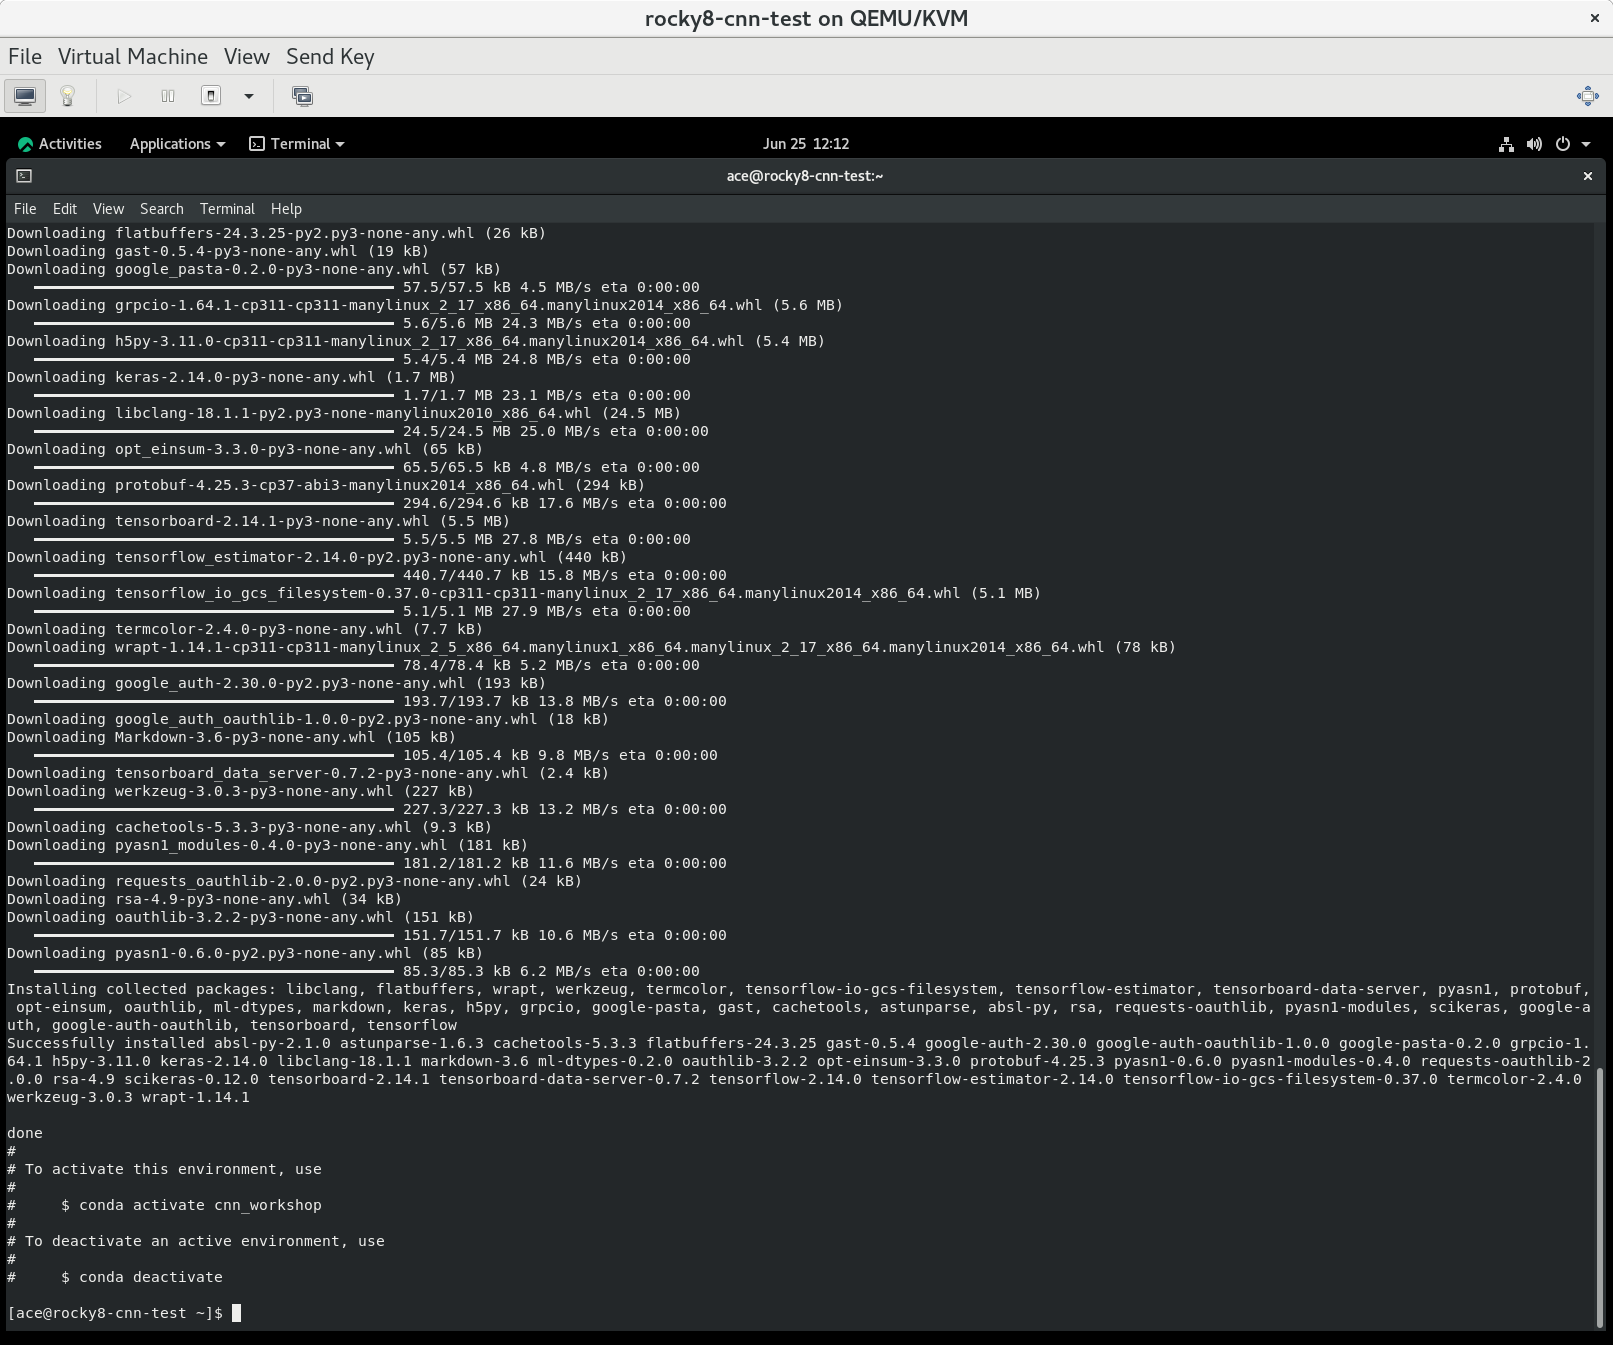 rocky8-cnn-test on QEMU/KVM
File Virtual Machine View Send Key
Activities Applications Terminal Jun 25 12:12
ace@rocky8-cnn-test:~
File Edit View Search Terminal Help
Downloading flatbuffers-24.3.25-py2.py3-none-any.whl (26 kB)
Downloading gast-0.5.4-py3-none-any.whl (19 kB)
Downloading google_pasta-0.2.0-py3-none-any.whl (57 kB)
57.5/57.5 kB 4.5 MB/s eta 0:00:00
Downloading grpcio-1.64.1-cp311-cp311-manylinux_2_17_x86_64.manylinux2014_x86_64.whl (5.6 MB)
5.6/5.6 MB 24.3 MB/s eta 0:00:00
Downloading h5py-3.11.0-cp311-cp311-manylinux_2_17_x86_64.manylinux2014_x86_64.whl (5.4 MB)
5.4/5.4 MB 24.8 MB/s eta 0:00:00
Downloading keras-2.14.0-py3-none-any.whl (1.7 MB)
1.7/1.7 MB 23.1 MB/s eta 0:00:00
Downloading libclang-18.1.1-py2.py3-none-manylinux2010_x86_64.whl (24.5 MB)
24.5/24.5 MB 25.0 MB/s eta 0:00:00
Downloading opt_einsum-3.3.0-py3-none-any.whl (65 kB)
65.5/65.5 kB 4.8 MB/s eta 0:00:00
Downloading protobuf-4.25.3-cp37-abi3-manylinux2014_x86_64.whl (294 kB)
294.6/294.6 kB 17.6 MB/s eta 0:00:00
Downloading tensorboard-2.14.1-py3-none-any.whl (5.5 MB)
5.5/5.5 MB 27.8 MB/s eta 0:00:00
Downloading tensorflow_estimator-2.14.0-py2.py3-none-any.whl (440 kB)
440.7/440.7 kB 15.8 MB/s eta 0:00:00
Downloading tensorflow_io_gcs_filesystem-0.37.0-cp311-cp311-manylinux_2_17_x86_64.manylinux2014_x86_64.whl (5.1 MB)
5.1/5.1 MB 27.9 MB/s eta 0:00:00
Downloading termcolor-2.4.0-py3-none-any.whl (7.7 kB)
Downloading wrapt-1.14.1-cp311-cp311-manylinux_2_5_x86_64.manylinux1_x86_64.manylinux_2_17_x86_64.manylinux2014_x86_64.whl (78 kB)
78.4/78.4 kB 5.2 MB/s eta 0:00:00
Downloading google_auth-2.30.0-py2.py3-none-any.whl (193 kB)
193.7/193.7 kB 13.8 MB/s eta 0:00:00
Downloading google_auth_oauthlib-1.0.0-py2.py3-none-any.whl (18 kB)
Downloading Markdown-3.6-py3-none-any.whl (105 kB)
105.4/105.4 kB 9.8 MB/s eta 0:00:00
Downloading tensorboard_data_server-0.7.2-py3-none-any.whl (2.4 kB)
Downloading werkzeug-3.0.3-py3-none-any.whl (227 kB)
227.3/227.3 kB 13.2 MB/s eta 0:00:00
Downloading cachetools-5.3.3-py3-none-any.whl (9.3 kB)
Downloading pyasn1_modules-0.4.0-py3-none-any.whl (181 kB)
181.2/181.2 kB 11.6 MB/s eta 0:00:00
Downloading requests_oauthlib-2.0.0-py2.py3-none-any.whl (24 kB)
Downloading rsa-4.9-py3-none-any.whl (34 kB)
Downloading oauthlib-3.2.2-py3-none-any.whl (151 kB)
151.7/151.7 kB 10.6 MB/s eta 0:00:00
Downloading pyasn1-0.6.0-py2.py3-none-any.whl (85 kB)
85.3/85.3 kB 6.2 MB/s eta 0:00:00
Installing collected packages: libclang, flatbuffers, wrapt, werkzeug, termcolor, tensorflow-io-gcs-filesystem, tensorflow-estimator, tensorboard-data-server, pyasn1, protobuf,
opt-einsum, oauthlib, ml-dtypes, markdown, keras, h5py, grpcio, google-pasta, gast, cachetools, astunparse, absl-py, rsa, requests-oauthlib, pyasn1-modules, scikeras, google-a
uth, google-auth-oauthlib, tensorboard, tensorflow
Successfully installed absl-py-2.1.0 astunparse-1.6.3 cachetools-5.3.3 flatbuffers-24.3.25 gast-0.5.4 google-auth-2.30.0 google-auth-oauthlib-1.0.0 google-pasta-0.2.0 grpcio-1.
64.1 h5py-3.11.0 keras-2.14.0 libclang-18.1.1 markdown-3.6 ml-dtypes-0.2.0 oauthlib-3.2.2 opt-einsum-3.3.0 protobuf-4.25.3 pyasn1-0.6.0 pyasn1-modules-0.4.0 requests-oauthlib-2
.0.0 rsa-4.9 scikeras-0.12.0 tensorboard-2.14.1 tensorboard-data-server-0.7.2 tensorflow-2.14.0 tensorflow-estimator-2.14.0 tensorflow-io-gcs-filesystem-0.37.0 termcolor-2.4.0
werkzeug-3.0.3 wrapt-1.14.1
done
#
# To activate this environment, use
#
# $ conda activate cnn_workshop
#
# To deactivate an active environment, use
#
# $ conda deactivate
[ace@rocky8-cnn-test ~]$